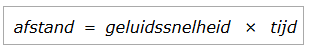 afstand = geluidssnelheid × tijd